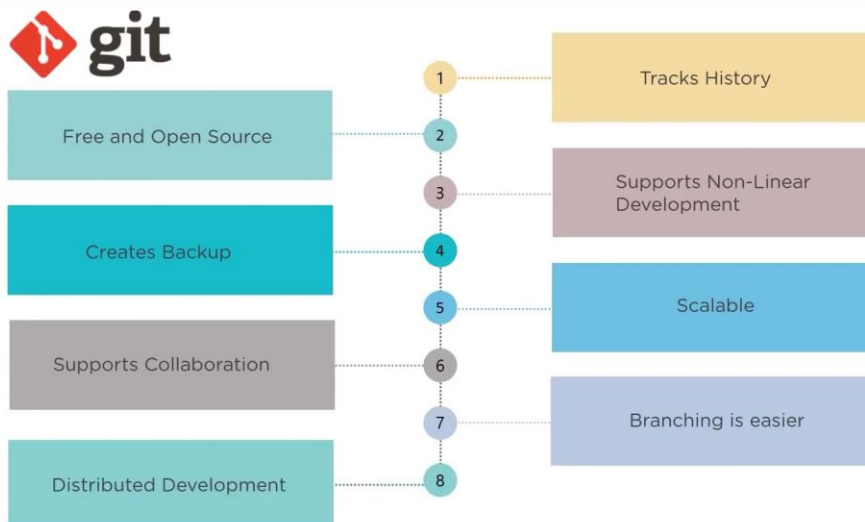 git
1
Tracks History
Free and Open Source
2
3
Supports Non-Linear
Development
Creates Backup
4
5
Scalable
Supports Collaboration
6
7
Branching is easier
Distributed Development
8